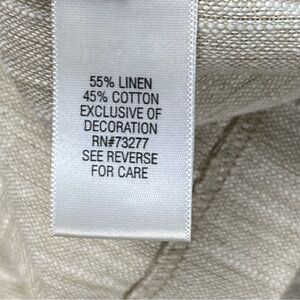 55% LINEN
45% COTTON
EXCLUSIVE OF
DECORATION
RN#73277
SEE REVERSE
FOR CARE